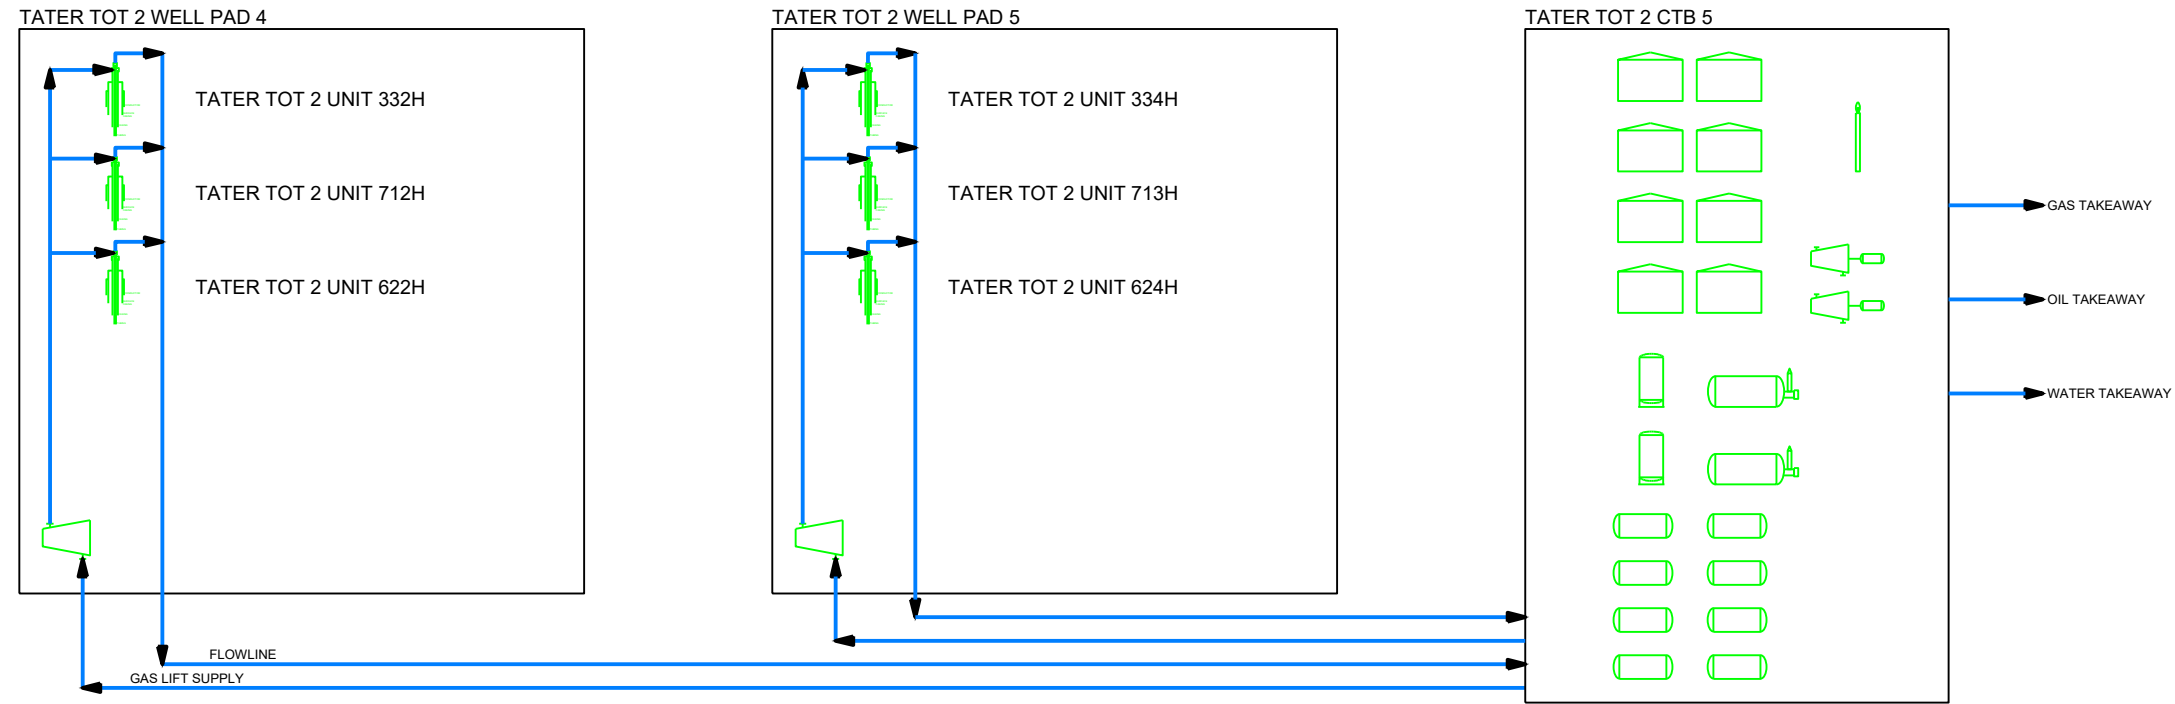 TATER TOT 2 WELL PAD 4
TATER TOT 2 WELL PAD 5
TATER TOT 2 CTB 5
TATER TOT 2 UNIT 332H
TATER TOT 2 UNIT 712H
TATER TOT 2 UNIT 622H
TATER TOT 2 UNIT 334H
TATER TOT 2 UNIT 713H
TATER TOT 2 UNIT 624H
GAS TAKEAWAY
OIL TAKEAWAY
WATER TAKEAWAY
FLOWLINE
GAS LIFT SUPPLY